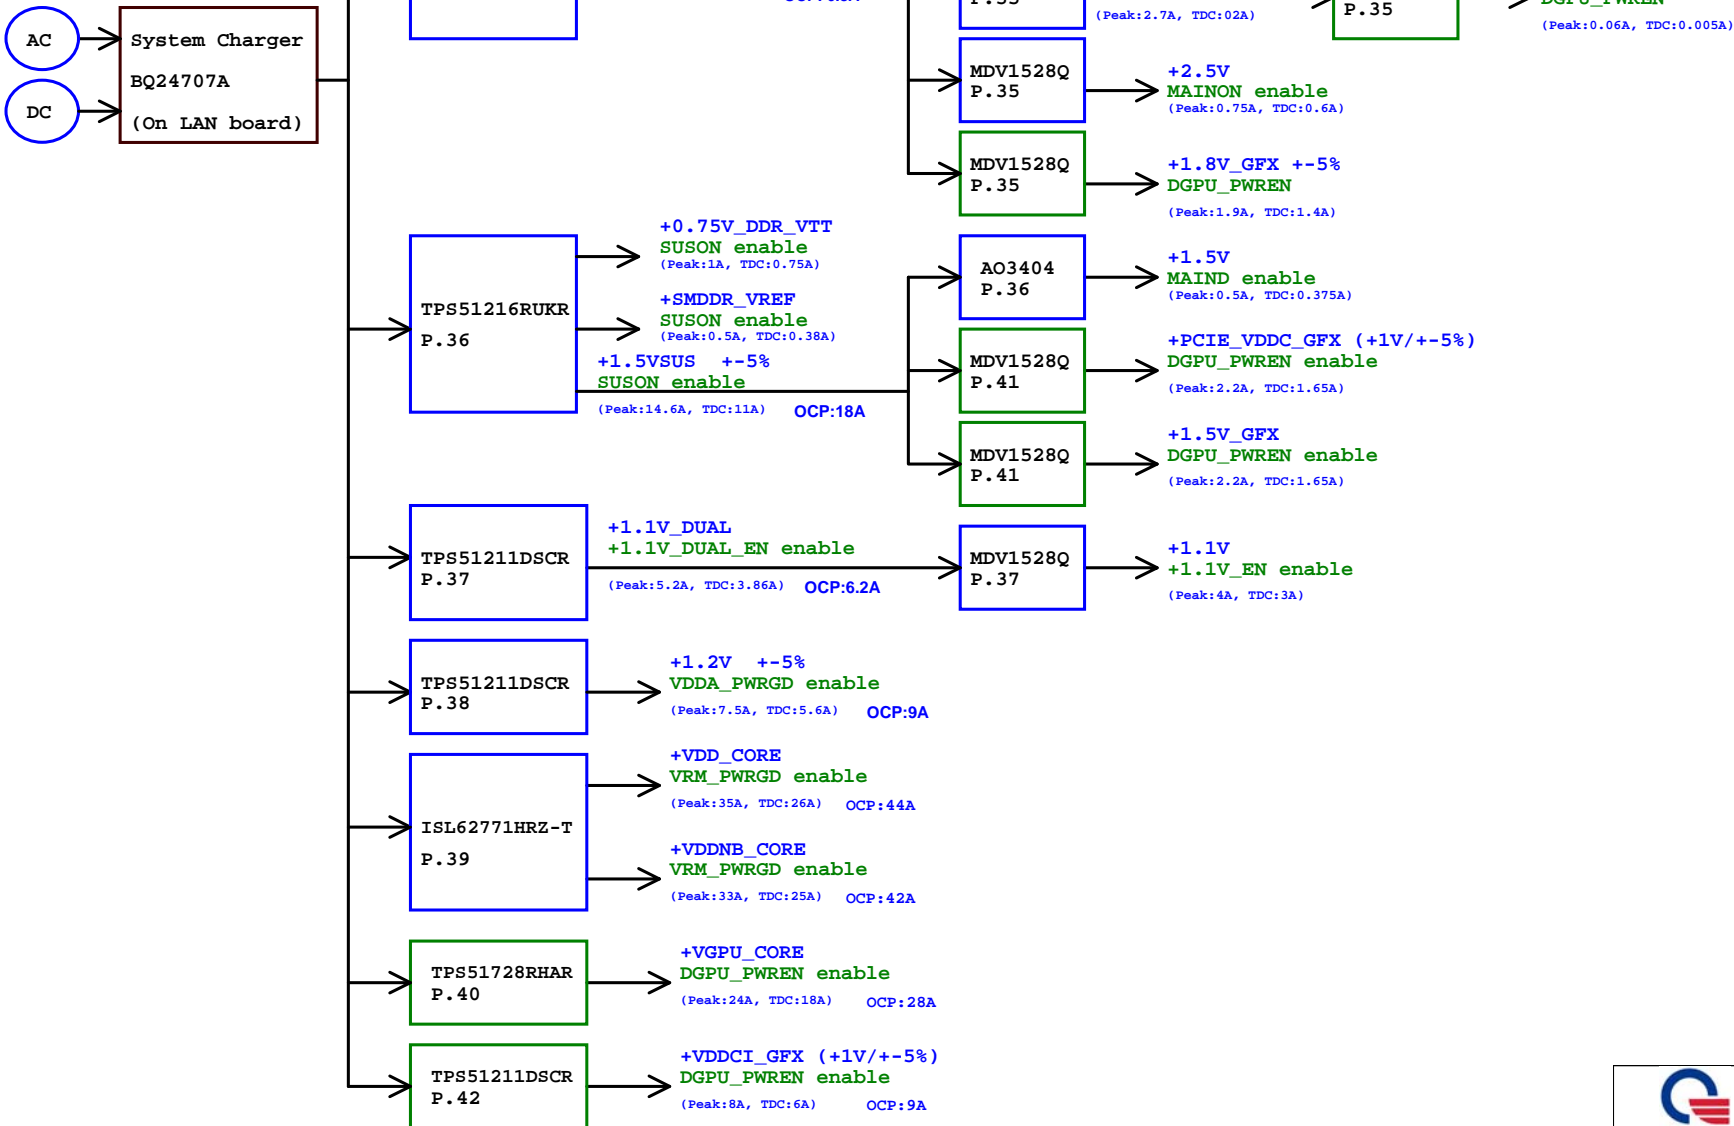 AC
DC
System Charger
BQ24707A
(On LAN board)
(Peak:2.7A, TDC:02A)
P.35
(Peak:0.06A, TDC:0.005A)
MDV1528Q
P.35
+2.5V
MAINON enable
(Peak:0.75A, TDC:0.6A)
MDV1528Q
P.35
+1.8V_GFX +-5%
DGPU_PWREN
(Peak:1.9A, TDC:1.4A)
TPS51216RUKR
P.36
+0.75V_DDR_VTT
SUSON enable
(Peak:1A, TDC:0.75A)
+SMDDR_VREF
SUSON enable
(Peak:0.5A, TDC:0.38A)
+1.5VSUS +-5%
SUSON enable
(Peak:14.6A, TDC:11A) OCP:18A
AO3404
P.36
+1.5V
MAIND enable
(Peak:0.5A, TDC:0.375A)
MDV1528Q
P.41
+PCIE_VDDC_GFX (+1V/+-5%)
DGPU_PWREN enable
(Peak:2.2A, TDC:1.65A)
MDV1528Q
P.41
+1.5V_GFX
DGPU_PWREN enable
(Peak:2.2A, TDC:1.65A)
TPS51211DSCR
P.37
+1.1V_DUAL
+1.1V_DUAL_EN enable
(Peak:5.2A, TDC:3.86A) OCP:6.2A
MDV1528Q
P.37
+1.1V
+1.1V_EN enable
(Peak:4A, TDC:3A)
TPS51211DSCR
P.38
+1.2V +-5%
VDDA_PWRGD enable
(Peak:7.5A, TDC:5.6A) OCP:9A
ISL62771HRZ-T
P.39
+VDD_CORE
VRM_PWRGD enable
(Peak:35A, TDC:26A) OCP:44A
+VDDNB_CORE
VRM_PWRGD enable
(Peak:33A, TDC:25A) OCP:42A
TPS51728RHAR
P.40
+VGPU_CORE
DGPU_PWREN enable
(Peak:24A, TDC:18A) OCP:28A
TPS51211DSCR
P.42
+VDDCI_GFX (+1V/+-5%)
DGPU_PWREN enable
(Peak:8A, TDC:6A) OCP:9A